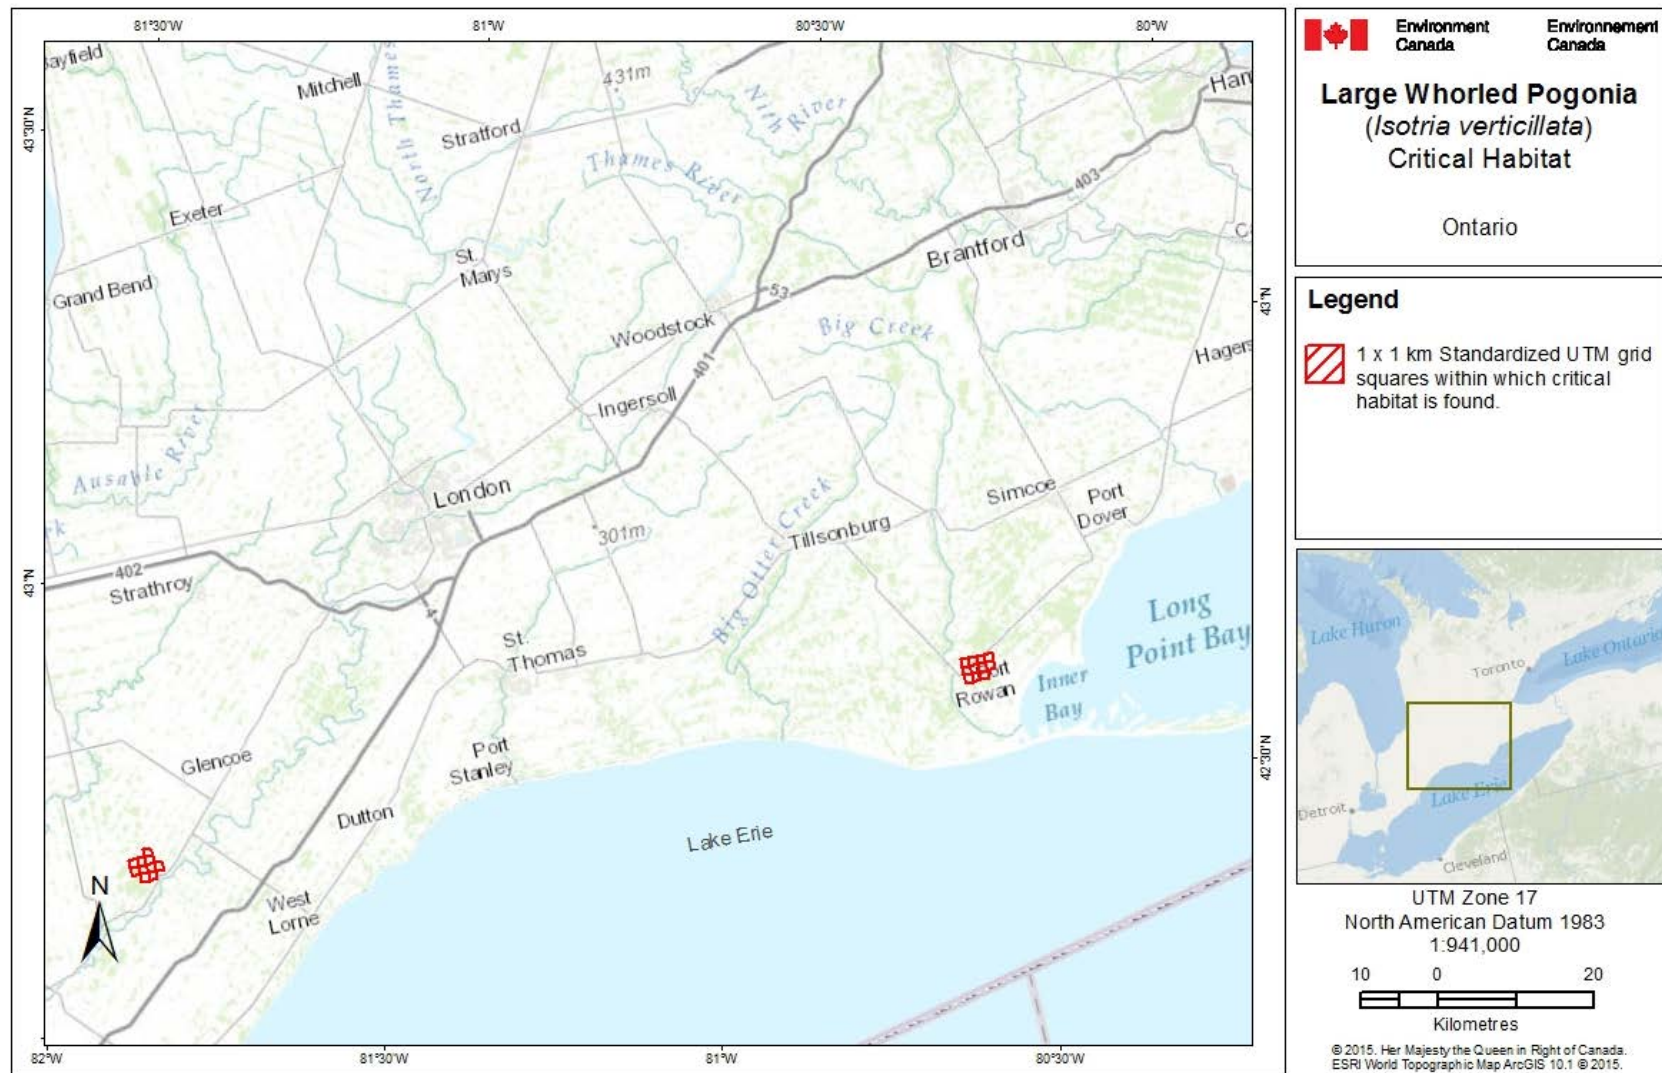 81°30'W
81°W
80°30'W
80°W
43°30'N
43°N
43°N
42°30'N
82°W
81°30'W
81°W
80°30'W
ayfield
Mitchell
North Thames
431m
Nith River
Han
Stratford
Thames River
Exeter
403
St.
Marys
Brantford
C
Grand Bend
53
Woodstock
Big Creek
Hagers
401
Ingersoll
Ausable River
London
Simcoe
Port
Dover
rk
301m
Big Otter Creek
Tillsonburg
402
Strathroy
4
St.
Thomas
Long
Point Bay
ort
Rowan
Inner
Bay
Glencoe
Port
Stanley
Dutton
Lake Erie
West
Lorne
N
Environment
Canada
Environnement
Canada
Large Whorled Pogonia
(Isotria verticillata)
Critical Habitat
Ontario
Legend
1 x 1 km Standardized UTM grid
squares within which critical
habitat is found.
Lake Huron
Toronto
Lake Ontario
Detroit
Lake Erie
Cleveland
UTM Zone 17
North American Datum 1983
1:941,000
10 0 20
Kilometres
© 2015. Her Majesty the Queen in Right of Canada.
ESRI World Topographic Map ArcGIS 10.1 © 2015.